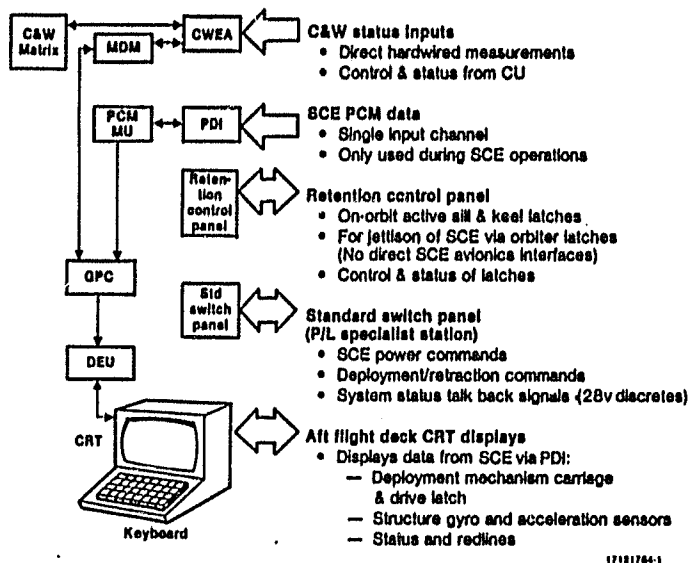 C&W
Matrix
MDM
CWEA
C&W status inputs
• Direct hardwired measurements
• Control & status from CU
PCM
MU
PDI
SCE PCM data
• Single input channel
• Only used during SCE operations
Reten-
tion
control
panel
Retention control panel
• On-orbit active sill & keel latches
• For jettison of SCE via orbiter latches
(No direct SCE avionics interfaces)
• Control & status of latches
GPC
Std
switch
panel
Standard switch panel
(P/L specialist station)
• SCE power commands
• Deployment/retraction commands
• System status talk back signals (28v discretes)
DEU
CRT
Keyboard
Aft flight deck CRT displays
• Displays data from SCE via PDI:
— Deployment mechanism carriage
& drive latch
— Structure gyro and acceleration sensors
— Status and redlines
17121764-1